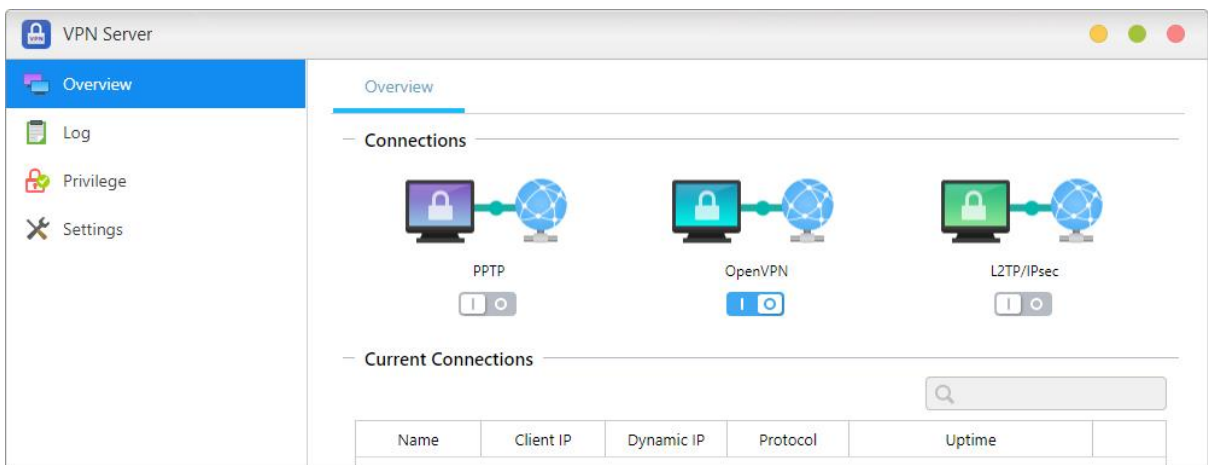 VPN Server
Overview
Log
Privilege
Settings
Overview
Connections
PPTP OpenVPN L2TP/IPsec
Current Connections
Name Client IP Dynamic IP Protocol Uptime